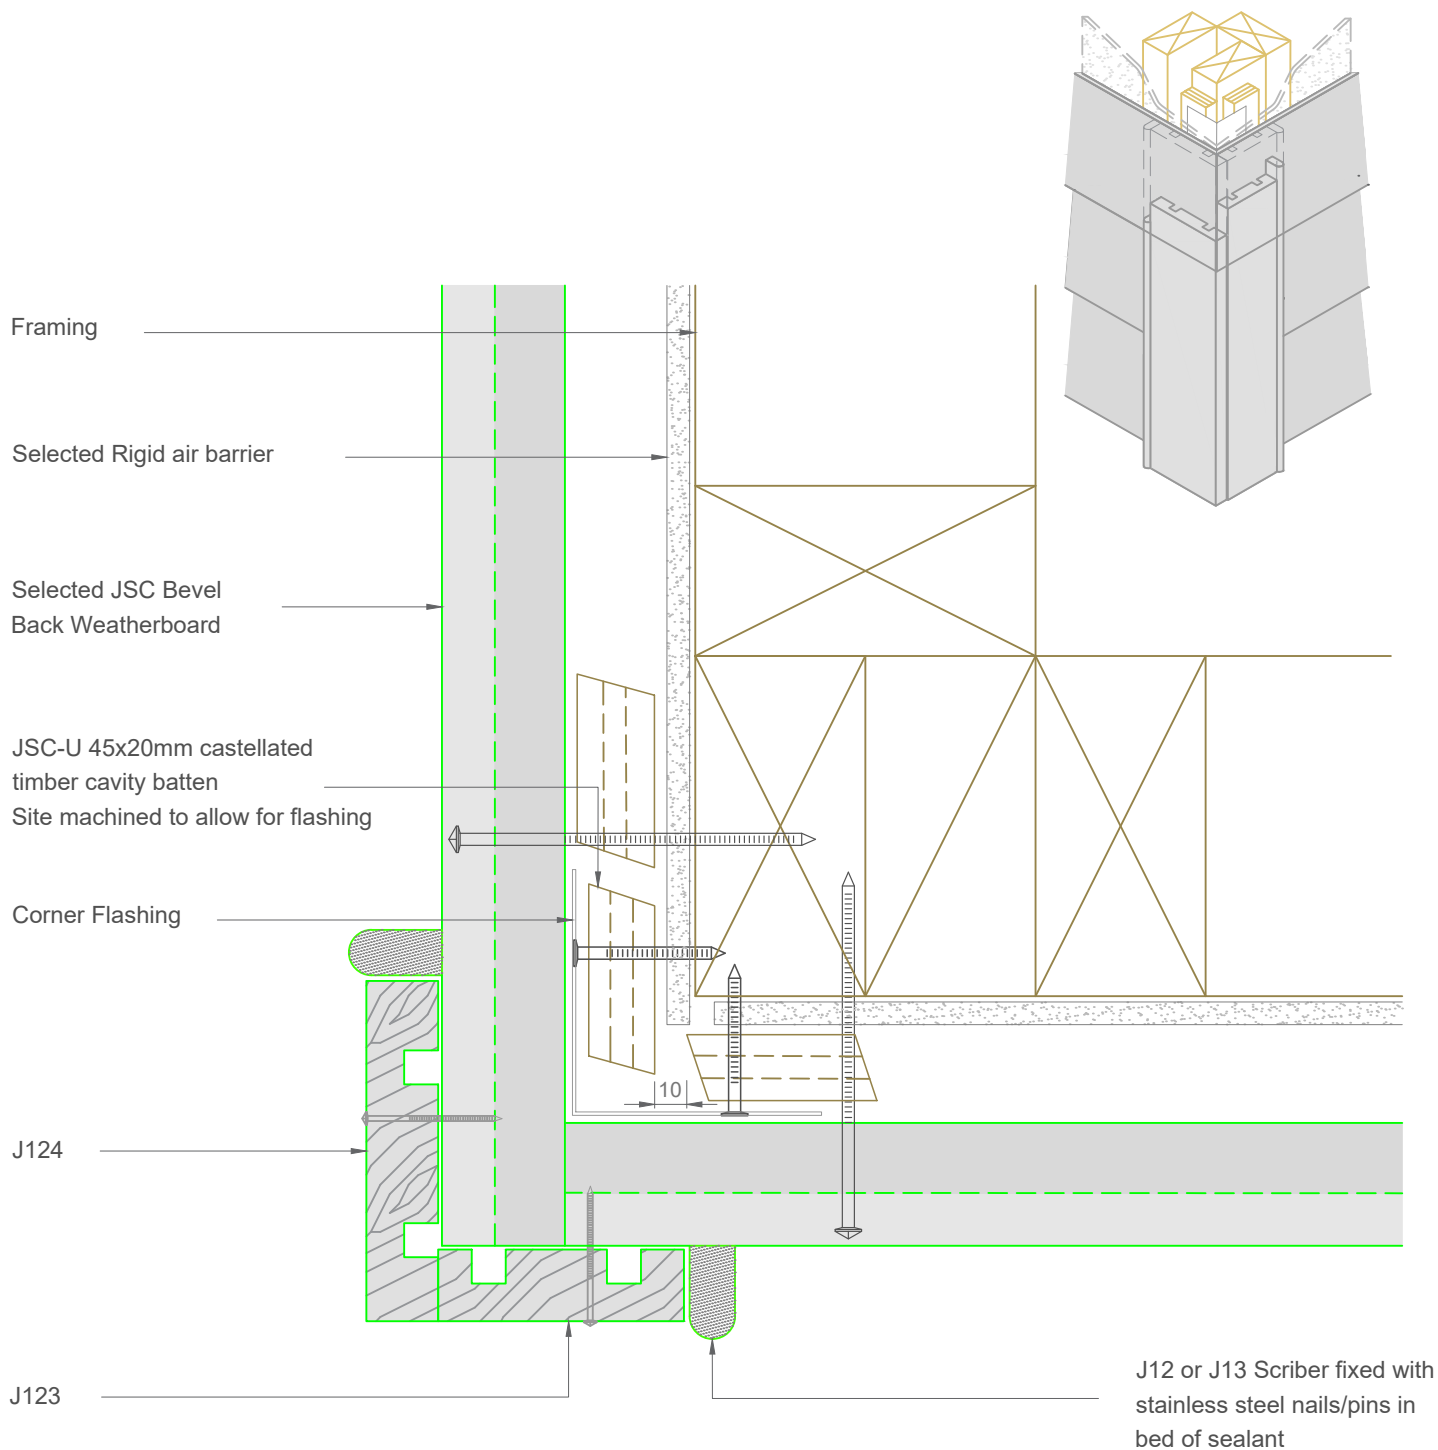 Framing
Selected Rigid air barrier
Selected JSC Bevel
Back Weatherboard
JSC-U 45x20mm castellated
timber cavity batten
Site machined to allow for flashing
Corner Flashing
10
J124
J123
J12 or J13 Scriber fixed with
stainless steel nails/pins in
bed of sealant